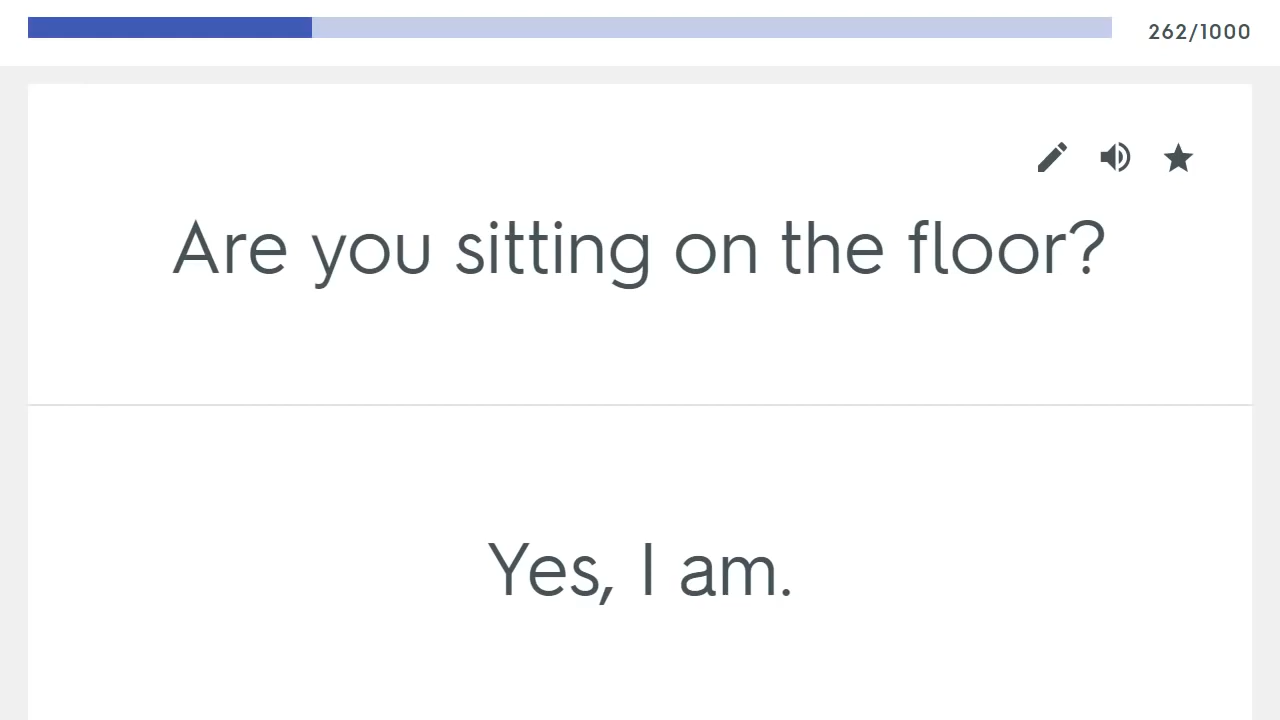 262/1000
Are you sitting on the floor?
Yes, I am.